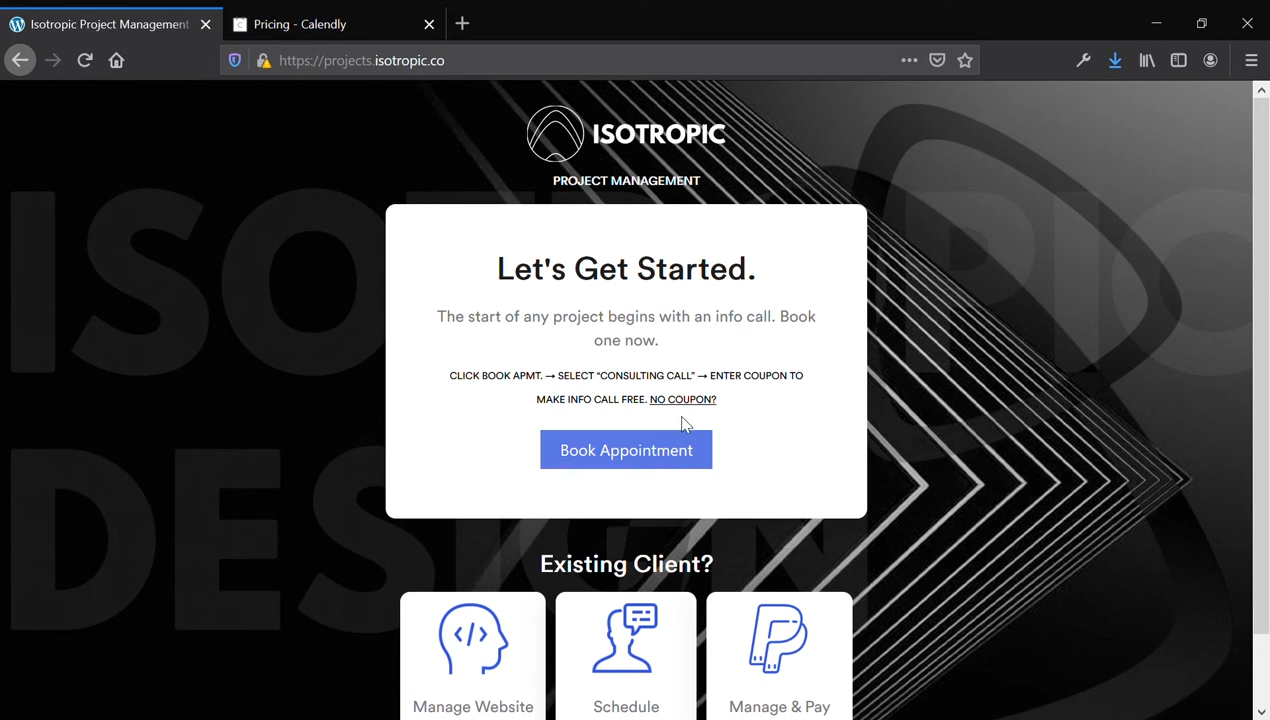 Isotropic Project Management
Pricing - Calendly
https://projects.isotropic.co
ISOTROPIC
PROJECT MANAGEMENT
ISOTROPIC
DESIGN
Let's Get Started.
The start of any project begins with an info call. Book
one now.
CLICK BOOK APMT. → SELECT “CONSULTING CALL” → ENTER COUPON TO
MAKE INFO CALL FREE. NO COUPON?
Book Appointment
Existing Client?
Manage Website
Schedule
Manage & Pay